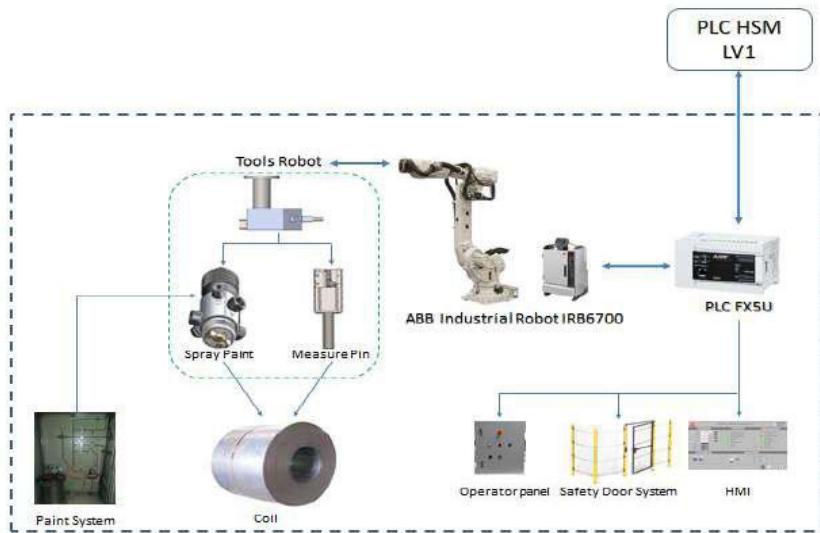 PLC HSM
LV1
Tools Robot
ABB Industrial Robot IRB6700
PLC FX5U
Spray Paint
Measure Pin
Paint System
Coil
Operator panel
Safety Door System
HMI